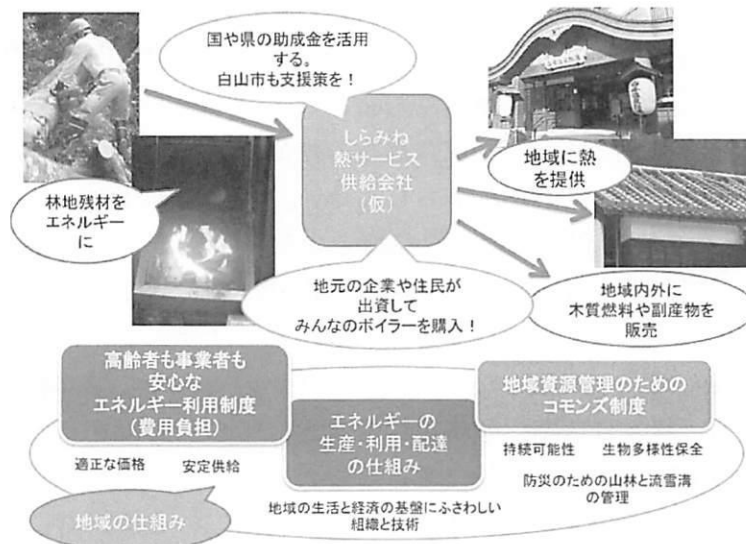 国や県の助成金を活用
する。
白山市も支援策を！
しらみね
熱サービス
供給会社
（仮）
地域に熱
を提供
林地残材を
エネルギー
に
地元の企業や住民が
出資して
みんなのボイラーを購入！
地域内外に
木質燃料や副産物を
販売
高齢者も事業者も
安心な
エネルギー利用制度
（費用負担）
エネルギーの
生産・利用・配達
の仕組み
地域資源管理のための
コモンズ制度
適正な価格
安定供給
持続可能性
生物多様性保全
防災のための山林と流雪溝
の管理
地域の生活と経済の基盤にふさわしい
組織と技術
地域の仕組み